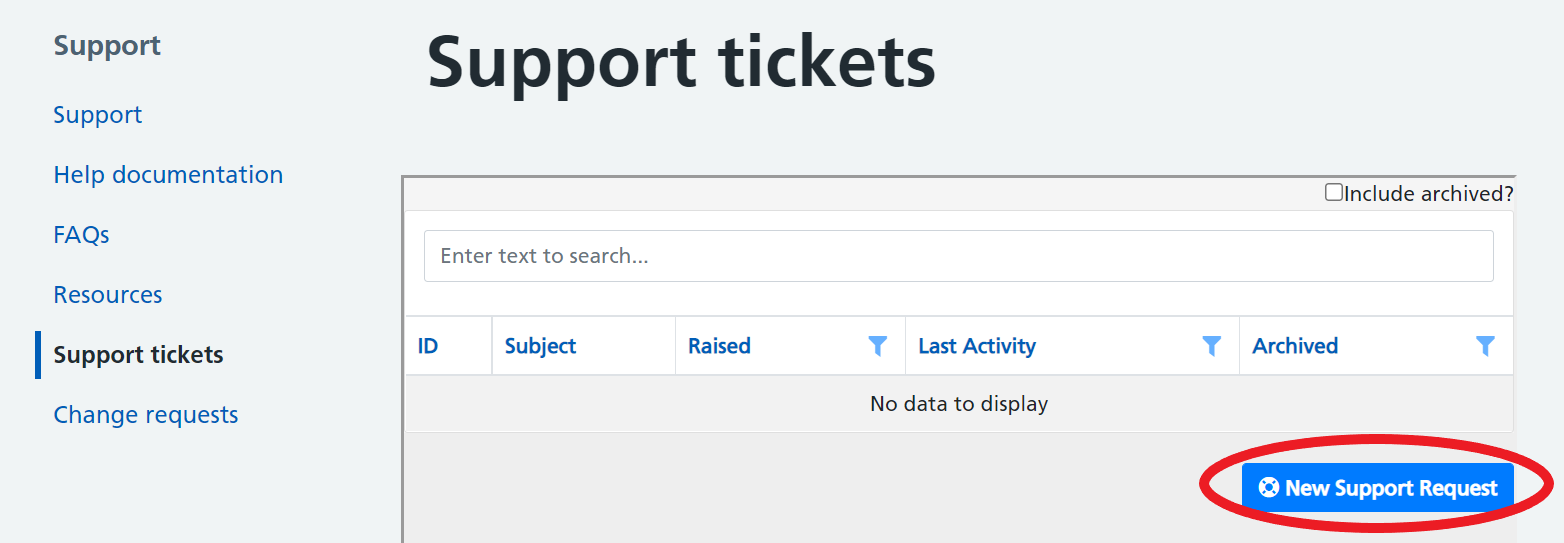 Support
Support
Help documentation
FAQs
Resources
Support tickets
Change requests
Support tickets
Include archived?
Enter text to search...
ID Subject Raised Last Activity Archived
No data to display
New Support Request